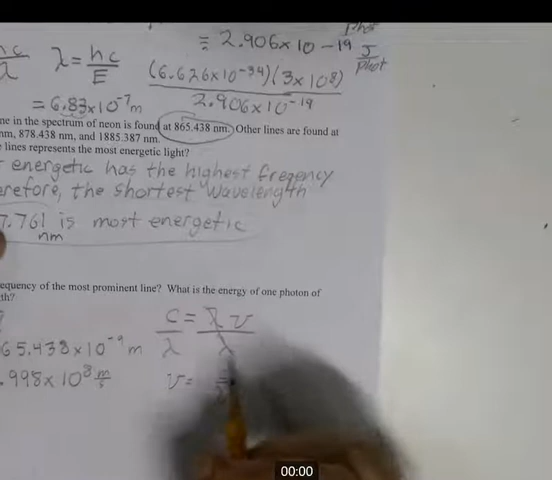 = 2.906x10-19 J/phot
hc/λ λ=hc/E (6.626x10⁻³⁴)(3x10⁸)/2.906x10⁻¹⁹
= 6.83x10⁻⁷m
ne in the spectrum of neon is found at 865.438 nm. Other lines are found at
nm, 878.438 nm, and 1885.387 nm.
lines represents the most energetic light?
energetic has the highest freqency
erefore, the shortest wavelength
7.761 is most energetic
nm
equency of the most prominent line? What is the energy of one photon of
th?
c = λν
λ λ
65.438x10⁻⁹ m
.998x10⁸ m/s ν=
00:00